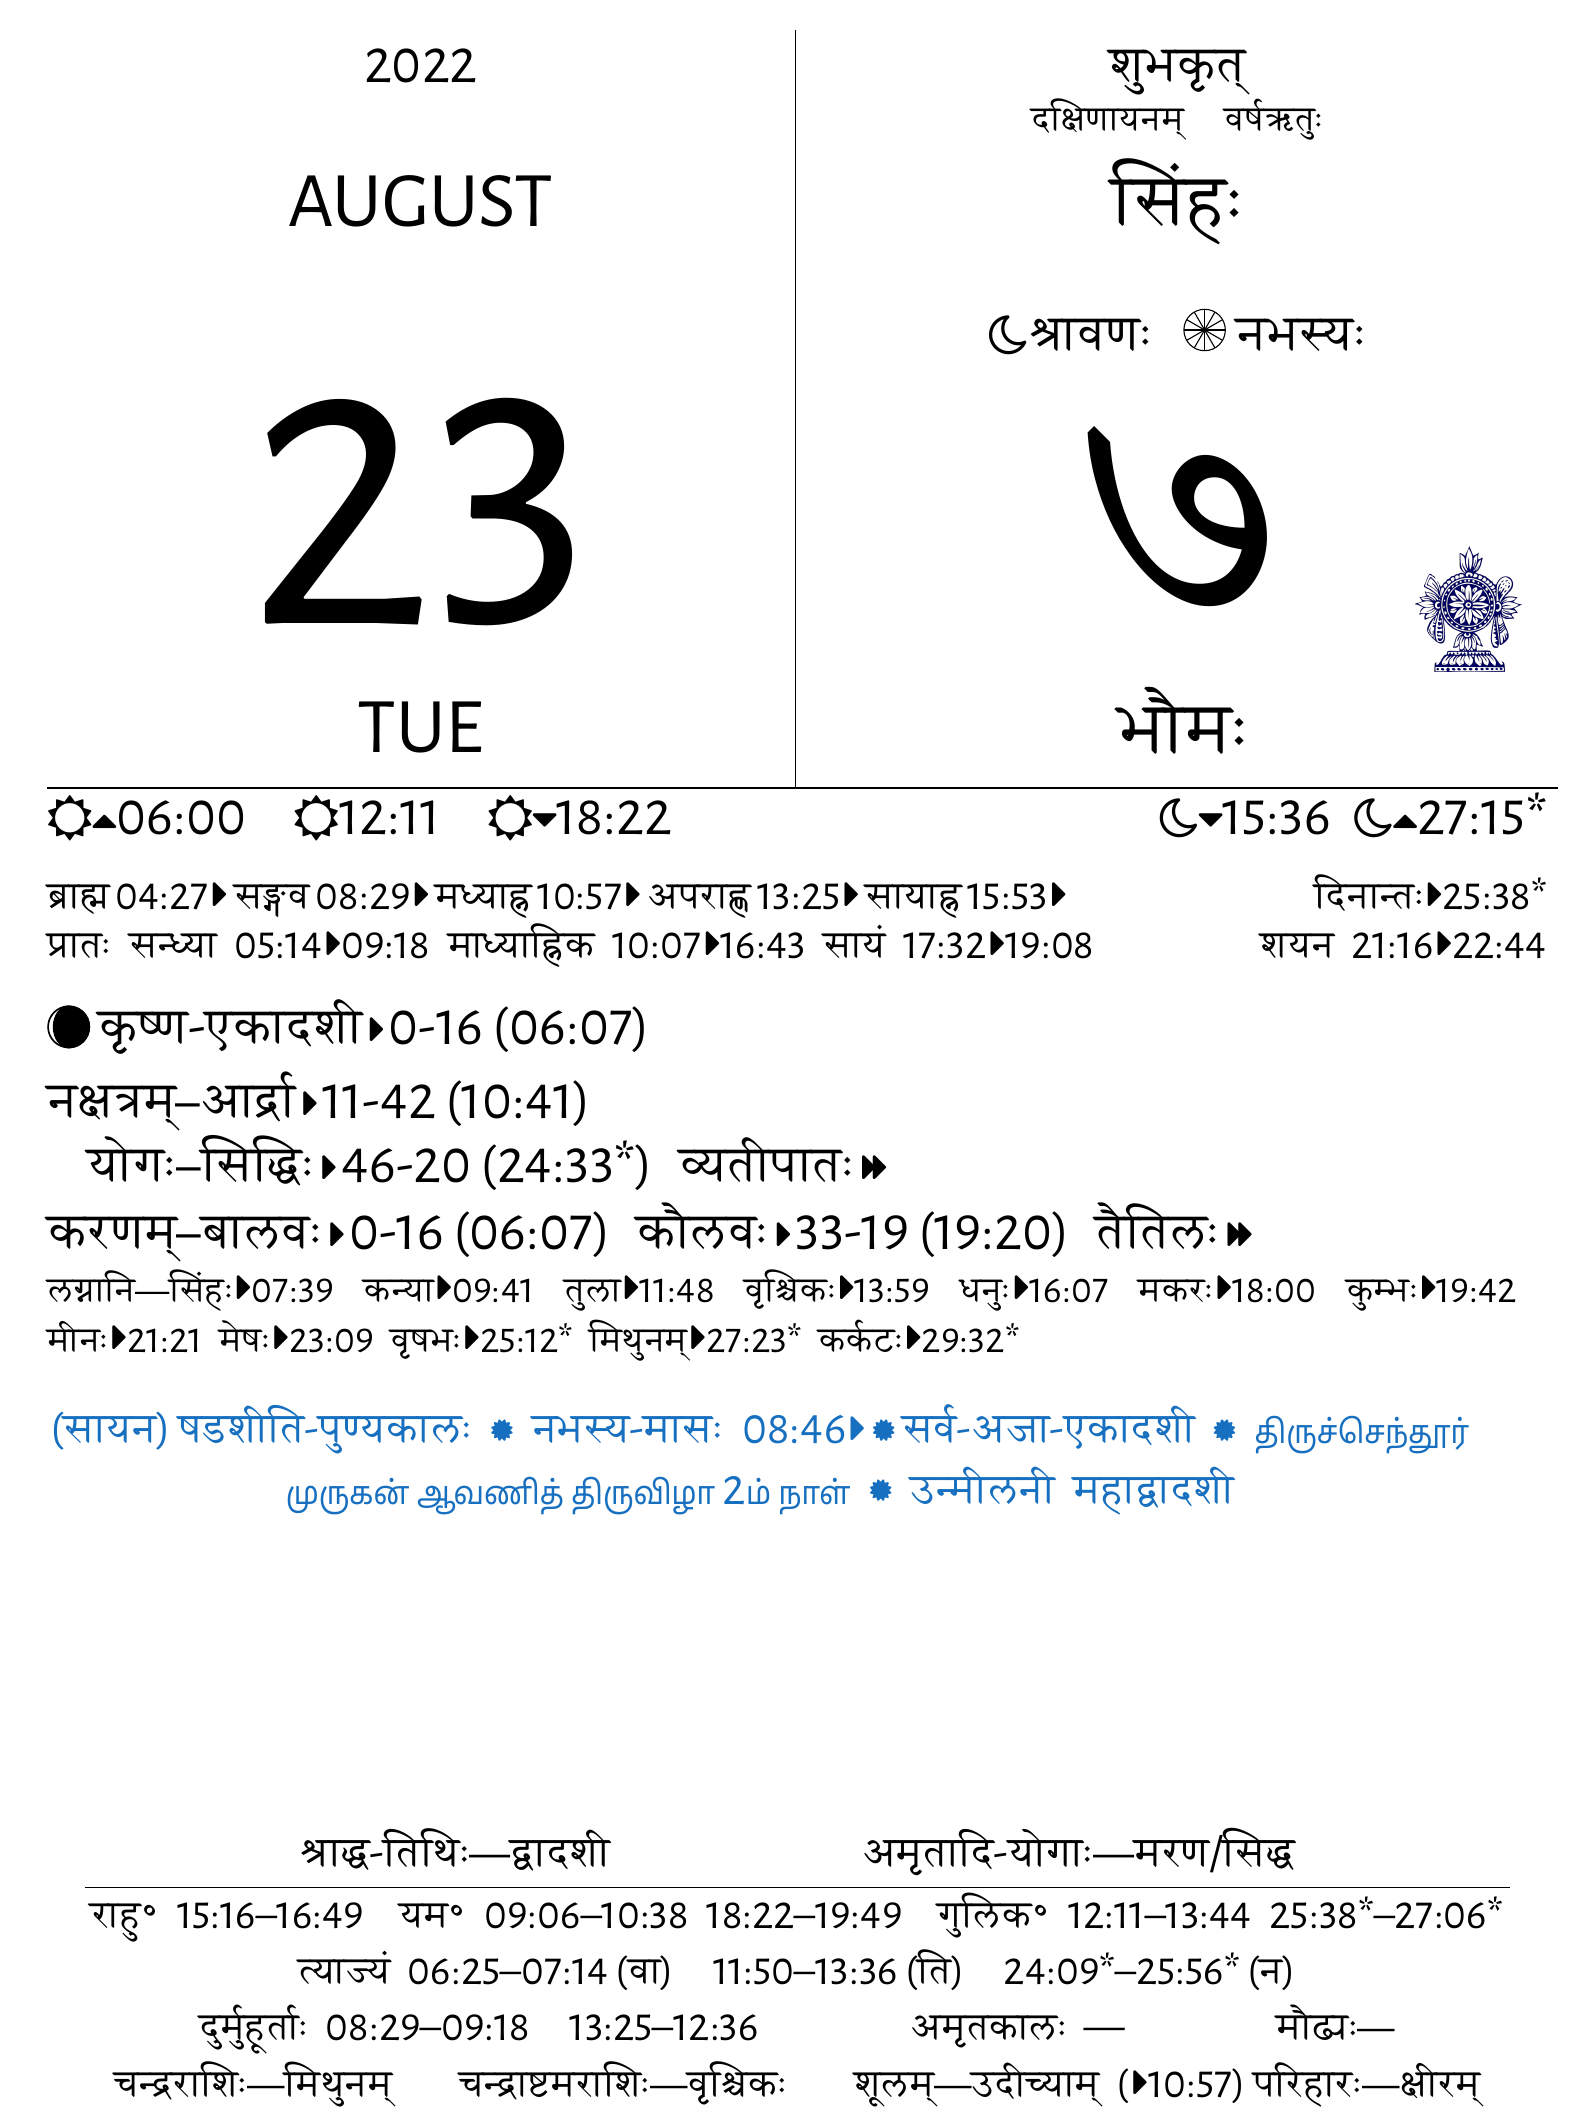 2022
AUGUST
23
TUE
शुभकृत्
दक्षिणायनम् वर्षऋतुः
सिंहः
श्रावणः नभस्यः
७
भौमः
06:00 12:11 18:22 15:36 27:15*
ब्राह्म 04:27 सङ्गव 08:29 मध्याह्न 10:57 अपराह्ण 13:25 सायाह्न 15:53 दिनान्तः 25:38*
प्रातः सन्ध्या 05:14 09:18 माध्याह्निक 10:07 16:43 सायं 17:32 19:08 शयन 21:16 22:44
कृष्ण-एकादशी 0-16 (06:07)
नक्षत्रम्–आर्द्रा 11-42 (10:41)
योगः–सिद्धिः 46-20 (24:33*) व्यतीपातः
करणम्–बालवः 0-16 (06:07) कौलवः 33-19 (19:20) तैतिलः
लग्नानि—सिंहः 07:39 कन्या 09:41 तुला 11:48 वृश्चिकः 13:59 धनुः 16:07 मकरः 18:00 कुम्भः 19:42
मीनः 21:21 मेषः 23:09 वृषभः 25:12* मिथुनम् 27:23* कर्कटः 29:32*
(सायन) षडशीति-पुण्यकालः ✹ नभस्य-मासः 08:46 ✹ सर्व-अजा-एकादशी ✹ திருச்செந்தூர்
முருகன் ஆவணித் திருவிழா 2ம் நாள் ✹ उन्मीलनी महाद्वादशी
श्राद्ध-तिथिः—द्वादशी अमृतादि-योगाः—मरण/सिद्ध
राहु॰ 15:16–16:49 यम॰ 09:06–10:38 18:22–19:49 गुलिक॰ 12:11–13:44 25:38*–27:06*
त्याज्यं 06:25–07:14 (वा) 11:50–13:36 (ति) 24:09*–25:56* (न)
दुर्मुहूर्ताः 08:29–09:18 13:25–12:36 अमृतकालः — मौढ्यः—
चन्द्रराशिः—मिथुनम् चन्द्राष्टमराशिः—वृश्चिकः शूलम्—उदीच्याम् (10:57) परिहारः—क्षीरम्